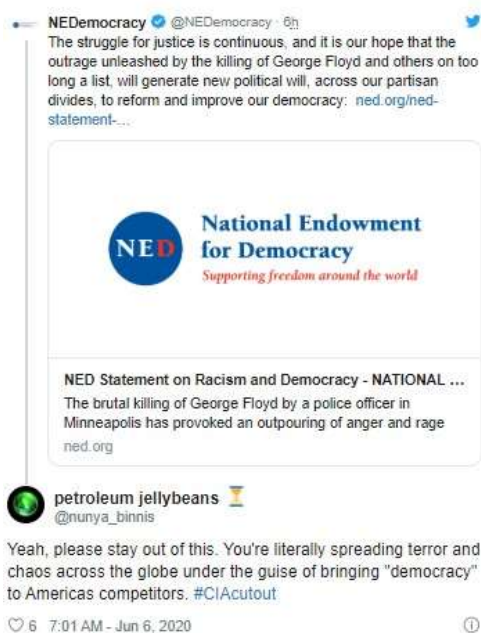 NEDemocracy @NEDemocracy · 6h
The struggle for justice is continuous, and it is our hope that the
outrage unleashed by the killing of George Floyd and others on too
long a list, will generate new political will, across our partisan
divides, to reform and improve our democracy: ned.org/ned-
statement-...
NED
National Endowment
for Democracy
Supporting freedom around the world
NED Statement on Racism and Democracy - NATIONAL ...
The brutal killing of George Floyd by a police officer in
Minneapolis has provoked an outpouring of anger and rage
ned.org
petroleum jellybeans ⏳
@nunya_binnis
Yeah, please stay out of this. You're literally spreading terror and
chaos across the globe under the guise of bringing "democracy"
to Americas competitors. #CIAcutout
6 7:01 AM - Jun 6, 2020